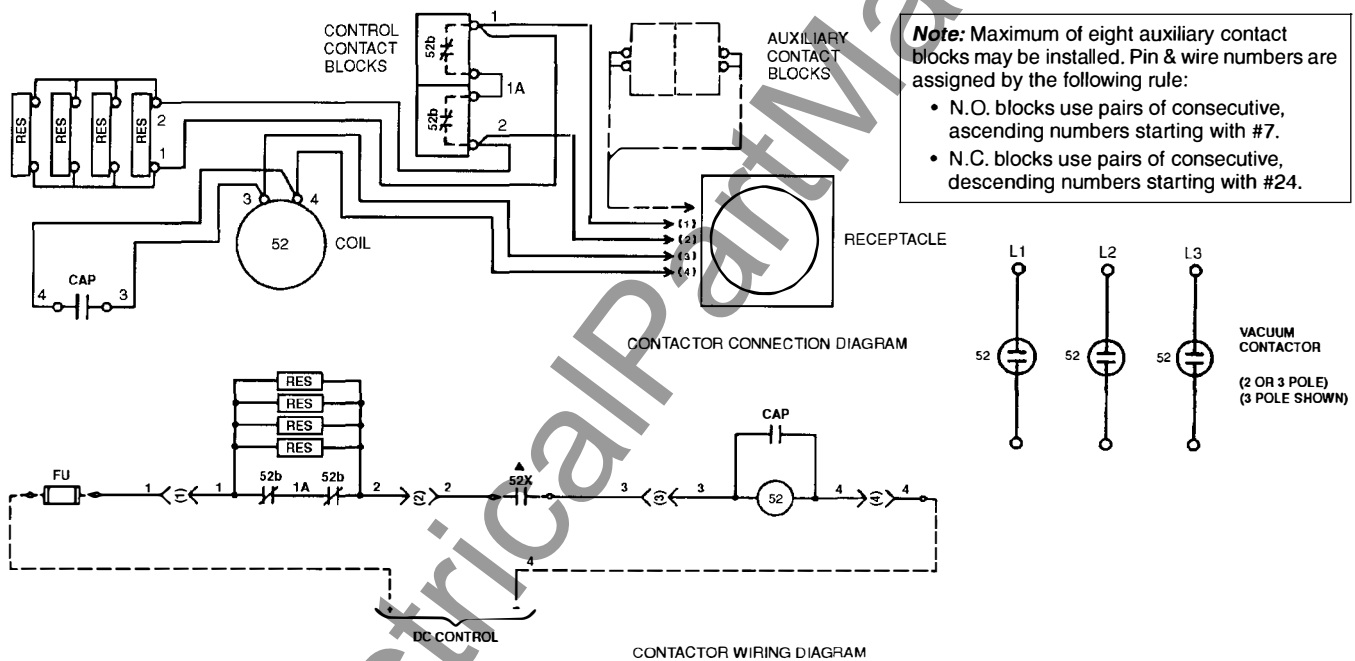 CONTROL
CONTACT
BLOCKS
52b
52b
1
1A
2
AUXILIARY
CONTACT
BLOCKS
Note: Maximum of eight auxiliary contact
blocks may be installed. Pin & wire numbers are
assigned by the following rule:
• N.O. blocks use pairs of consecutive,
ascending numbers starting with #7.
• N.C. blocks use pairs of consecutive,
descending numbers starting with #24.
RES
RES
RES
RES
2
1
3
4
52
COIL
CAP
4
3
(1)
(2)
(3)
(4)
RECEPTACLE
CONTACTOR CONNECTION DIAGRAM
L1
L2
L3
52
52
52
VACUUM
CONTACTOR
(2 OR 3 POLE)
(3 POLE SHOWN)
RES
RES
RES
RES
CAP
FU
1
(1)
1
52b
1A
52b
2
(2)
2
52X
3
(3)
3
52
4
(4)
4
4
+
-
DC CONTROL
CONTACTOR WIRING DIAGRAM
ctricalPartMa